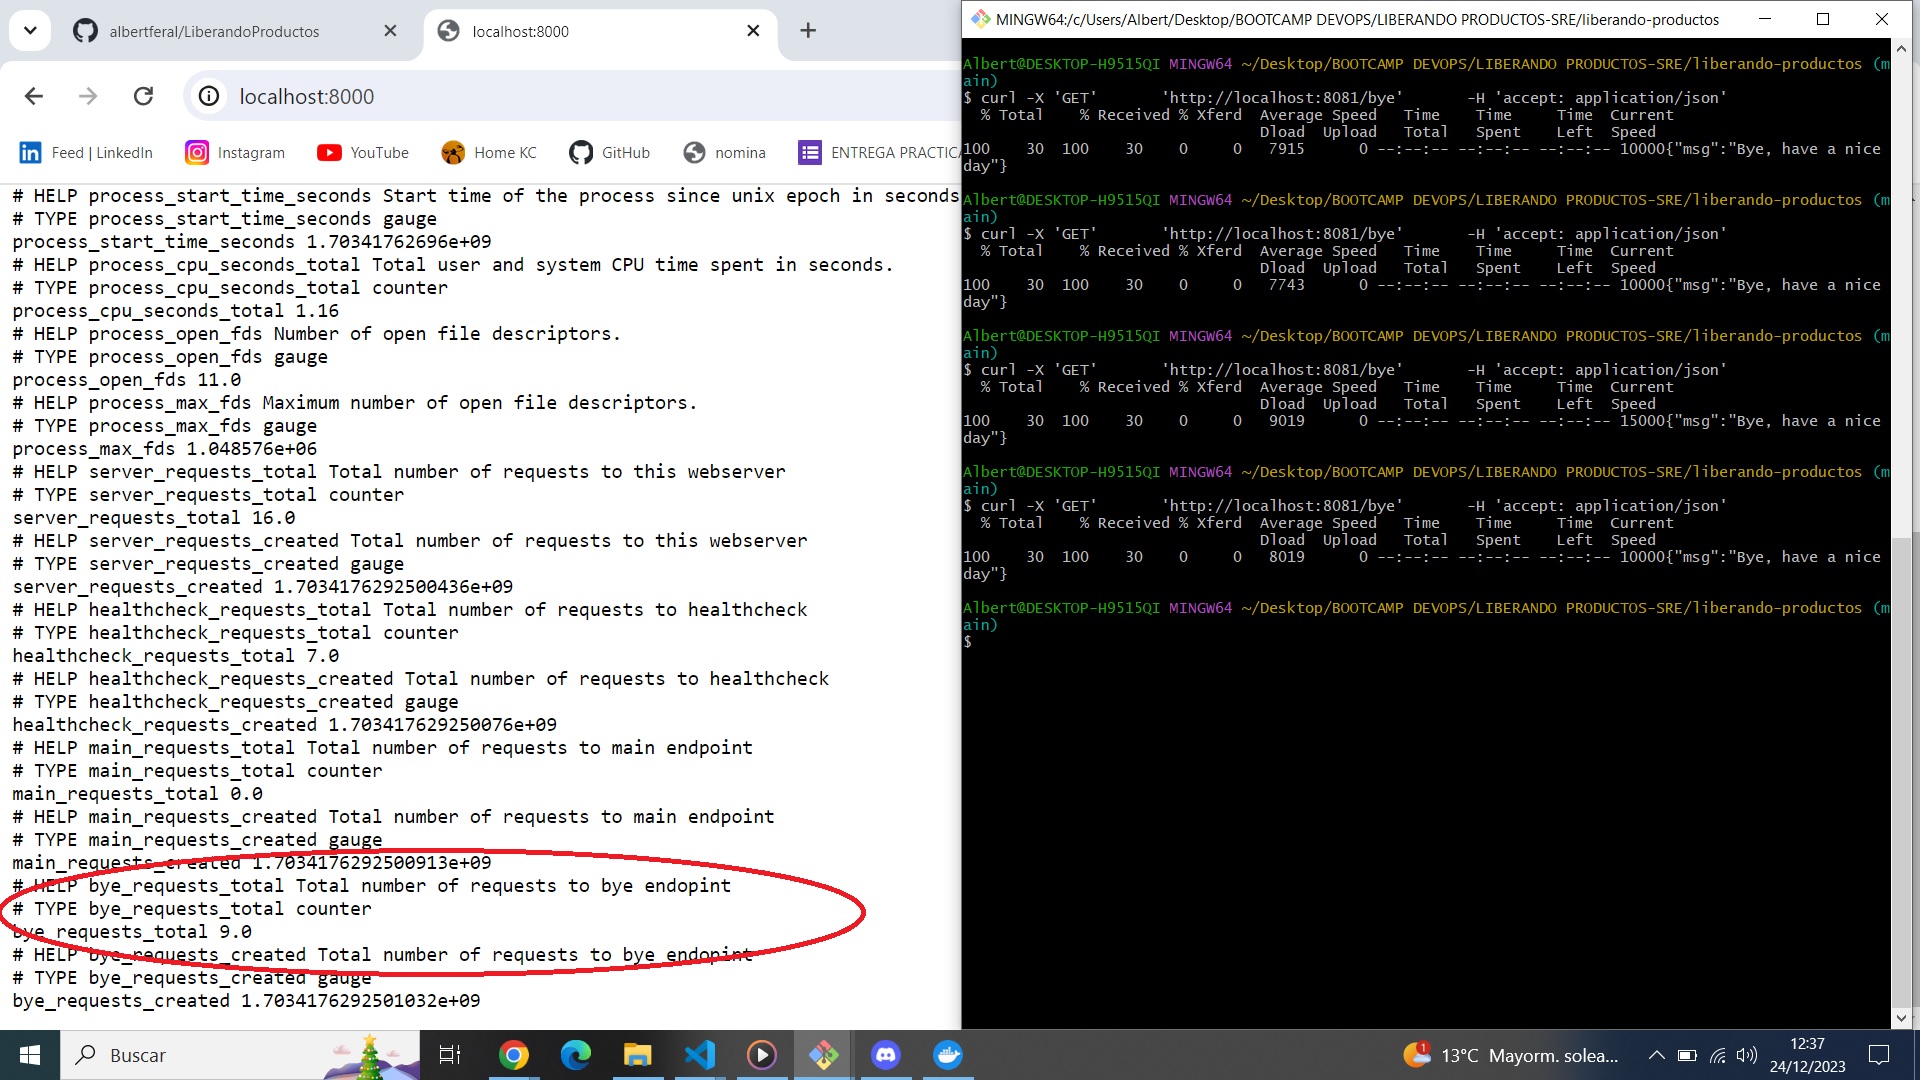 albertferal/LiberandoProductos
localhost:8000
localhost:8000
Feed | LinkedIn
Instagram
YouTube
Home KC
GitHub
nomina
ENTREGA PRACTICA
# HELP process_start_time_seconds Start time of the process since unix epoch in seconds
# TYPE process_start_time_seconds gauge
process_start_time_seconds 1.70341762696e+09
# HELP process_cpu_seconds_total Total user and system CPU time spent in seconds.
# TYPE process_cpu_seconds_total counter
process_cpu_seconds_total 1.16
# HELP process_open_fds Number of open file descriptors.
# TYPE process_open_fds gauge
process_open_fds 11.0
# HELP process_max_fds Maximum number of open file descriptors.
# TYPE process_max_fds gauge
process_max_fds 1.048576e+06
# HELP server_requests_total Total number of requests to this webserver
# TYPE server_requests_total counter
server_requests_total 16.0
# HELP server_requests_created Total number of requests to this webserver
# TYPE server_requests_created gauge
server_requests_created 1.7034176292500436e+09
# HELP healthcheck_requests_total Total number of requests to healthcheck
# TYPE healthcheck_requests_total counter
healthcheck_requests_total 7.0
# HELP healthcheck_requests_created Total number of requests to healthcheck
# TYPE healthcheck_requests_created gauge
healthcheck_requests_created 1.703417629250076e+09
# HELP main_requests_total Total number of requests to main endpoint
# TYPE main_requests_total counter
main_requests_total 0.0
# HELP main_requests_created Total number of requests to main endpoint
# TYPE main_requests_created gauge
main_requests_created 1.7034176292500913e+09
# HELP bye_requests_total Total number of requests to bye endopint
# TYPE bye_requests_total counter
bye_requests_total 9.0
# HELP bye_requests_created Total number of requests to bye endopint
# TYPE bye_requests_created gauge
bye_requests_created 1.7034176292501032e+09
MINGW64:/c/Users/Albert/Desktop/BOOTCAMP DEVOPS/LIBERANDO PRODUCTOS-SRE/liberando-productos
Albert@DESKTOP-H9515QI MINGW64 ~/Desktop/BOOTCAMP DEVOPS/LIBERANDO PRODUCTOS-SRE/liberando-productos (m
ain)
$ curl -X 'GET' 'http://localhost:8081/bye' -H 'accept: application/json'
% Total % Received % Xferd Average Speed Time Time Time Current
Dload Upload Total Spent Left Speed
100 30 100 30 0 0 7915 0 --:--:-- --:--:-- --:--:-- 10000{"msg":"Bye, have a nice
day"}
Albert@DESKTOP-H9515QI MINGW64 ~/Desktop/BOOTCAMP DEVOPS/LIBERANDO PRODUCTOS-SRE/liberando-productos (m
ain)
$ curl -X 'GET' 'http://localhost:8081/bye' -H 'accept: application/json'
% Total % Received % Xferd Average Speed Time Time Time Current
Dload Upload Total Spent Left Speed
100 30 100 30 0 0 7743 0 --:--:-- --:--:-- --:--:-- 10000{"msg":"Bye, have a nice
day"}
Albert@DESKTOP-H9515QI MINGW64 ~/Desktop/BOOTCAMP DEVOPS/LIBERANDO PRODUCTOS-SRE/liberando-productos (m
ain)
$ curl -X 'GET' 'http://localhost:8081/bye' -H 'accept: application/json'
% Total % Received % Xferd Average Speed Time Time Time Current
Dload Upload Total Spent Left Speed
100 30 100 30 0 0 9019 0 --:--:-- --:--:-- --:--:-- 15000{"msg":"Bye, have a nice
day"}
Albert@DESKTOP-H9515QI MINGW64 ~/Desktop/BOOTCAMP DEVOPS/LIBERANDO PRODUCTOS-SRE/liberando-productos (m
ain)
$ curl -X 'GET' 'http://localhost:8081/bye' -H 'accept: application/json'
% Total % Received % Xferd Average Speed Time Time Time Current
Dload Upload Total Spent Left Speed
100 30 100 30 0 0 8019 0 --:--:-- --:--:-- --:--:-- 10000{"msg":"Bye, have a nice
day"}
Albert@DESKTOP-H9515QI MINGW64 ~/Desktop/BOOTCAMP DEVOPS/LIBERANDO PRODUCTOS-SRE/liberando-productos (m
ain)
$
Buscar
1
13°C Mayorm. solea...
12:37
24/12/2023